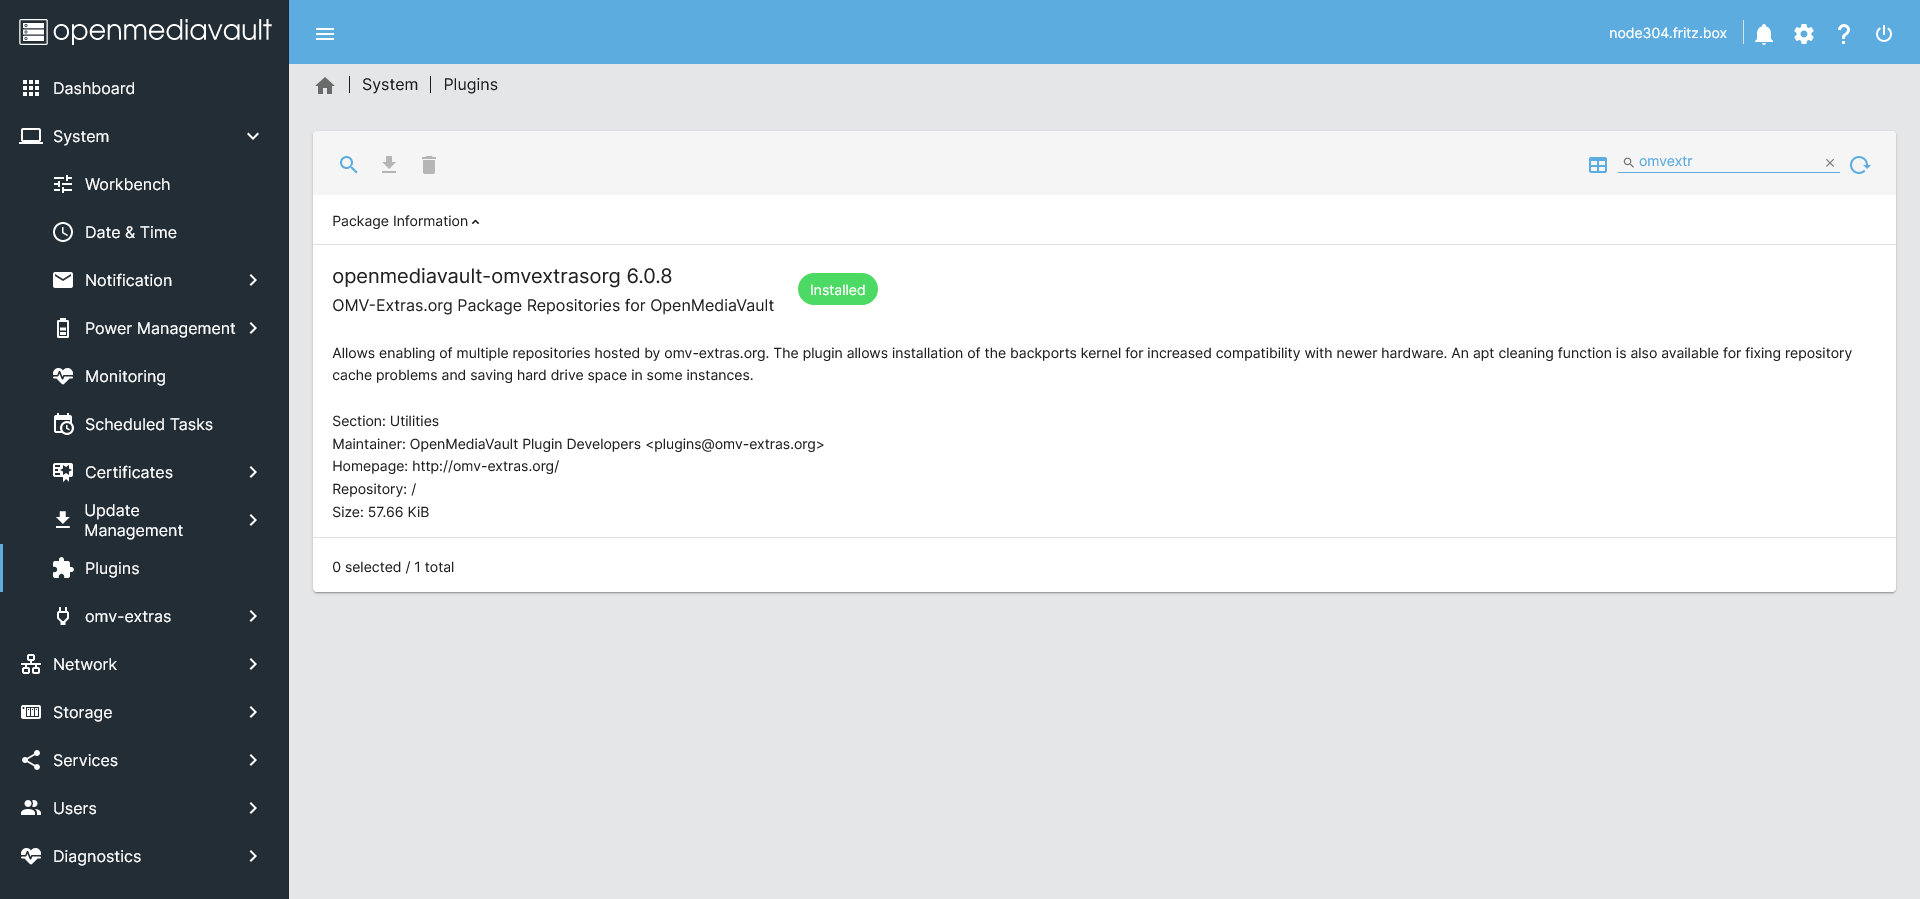 openmediavault
node304.fritz.box
Dashboard
System
Workbench
Date & Time
Notification
Power Management
Monitoring
Scheduled Tasks
Certificates
Update
Management
Plugins
omv-extras
Network
Storage
Services
Users
Diagnostics
System | Plugins
omvextr
Package Information
openmediavault-omvextrasorg 6.0.8
OMV-Extras.org Package Repositories for OpenMediaVault
Installed
Allows enabling of multiple repositories hosted by omv-extras.org. The plugin allows installation of the backports kernel for increased compatibility with newer hardware. An apt cleaning function is also available for fixing repository
cache problems and saving hard drive space in some instances.
Section: Utilities
Maintainer: OpenMediaVault Plugin Developers <plugins@omv-extras.org>
Homepage: http://omv-extras.org/
Repository: /
Size: 57.66 KiB
0 selected / 1 total